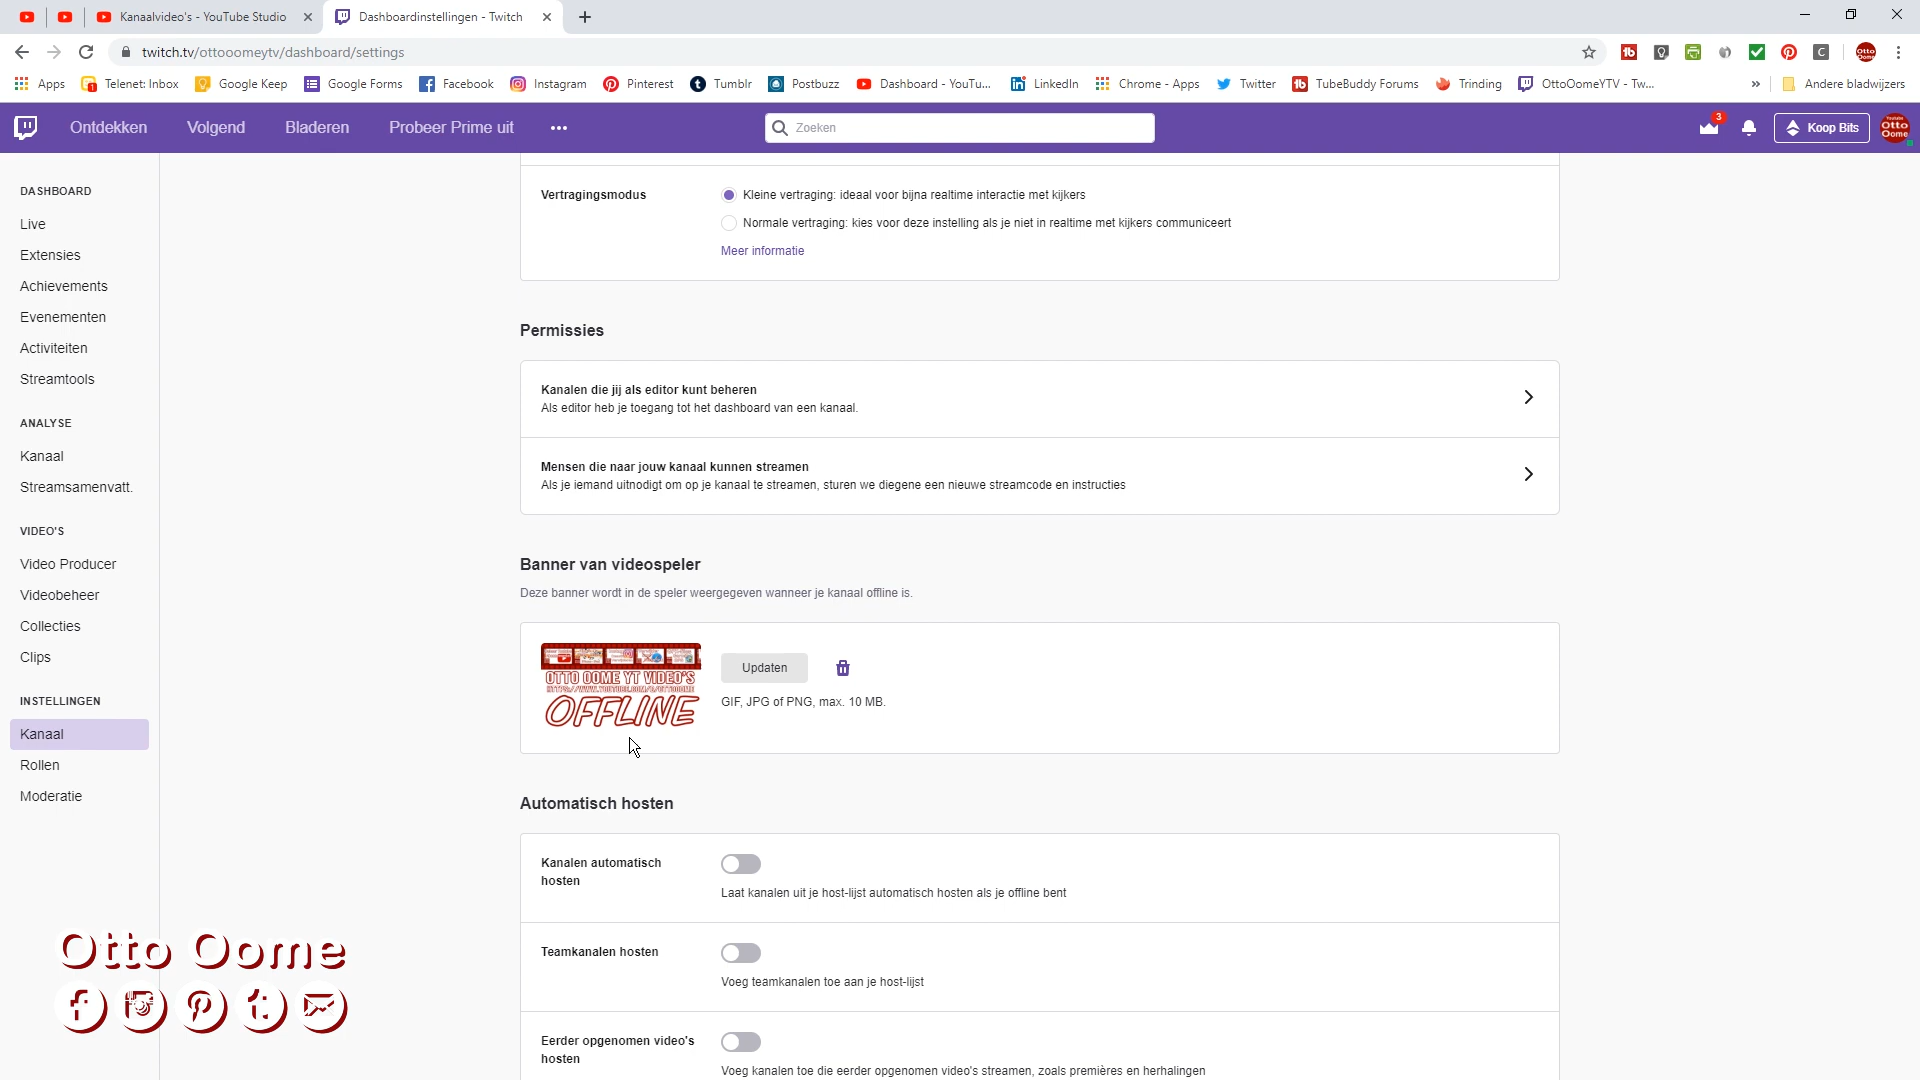 Kanaalvideo's - YouTube Studio
Dashboardinstellingen - Twitch
twitch.tv/ottooomeytv/dashboard/settings
Apps
Telenet: Inbox
Google Keep
Google Forms
Facebook
Instagram
Pinterest
Tumblr
Postbuzz
Dashboard - YouTu...
LinkedIn
Chrome - Apps
Twitter
TubeBuddy Forums
Trinding
OttoOomeYTV - Tw...
»
Andere bladwijzers
Ontdekken
Volgend
Bladeren
Probeer Prime uit
Zoeken
3
Koop Bits
Otto
Oome
DASHBOARD
Live
Extensies
Achievements
Evenementen
Activiteiten
Streamtools
ANALYSE
Kanaal
Streamsamenvatt.
VIDEO'S
Video Producer
Videobeheer
Collecties
Clips
INSTELLINGEN
Kanaal
Rollen
Moderatie
Vertragingsmodus
Kleine vertraging: ideaal voor bijna realtime interactie met kijkers
Normale vertraging: kies voor deze instelling als je niet in realtime met kijkers communiceert
Meer informatie
Permissies
Kanalen die jij als editor kunt beheren
Als editor heb je toegang tot het dashboard van een kanaal.
Mensen die naar jouw kanaal kunnen streamen
Als je iemand uitnodigt om op je kanaal te streamen, sturen we diegene een nieuwe streamcode en instructies
Banner van videospeler
Deze banner wordt in de speler weergegeven wanneer je kanaal offline is.
OTTO OOME YT VIDEO'S
HTTPS://WWW.YOUTUBE.COM/C/OTTOOOME
OFFLINE
Updaten
GIF, JPG of PNG, max. 10 MB.
Automatisch hosten
Kanalen automatisch
hosten
Laat kanalen uit je host-lijst automatisch hosten als je offline bent
Teamkanalen hosten
Voeg teamkanalen toe aan je host-lijst
Eerder opgenomen video's
hosten
Voeg kanalen toe die eerder opgenomen video's streamen, zoals premières en herhalingen
Otto Oome